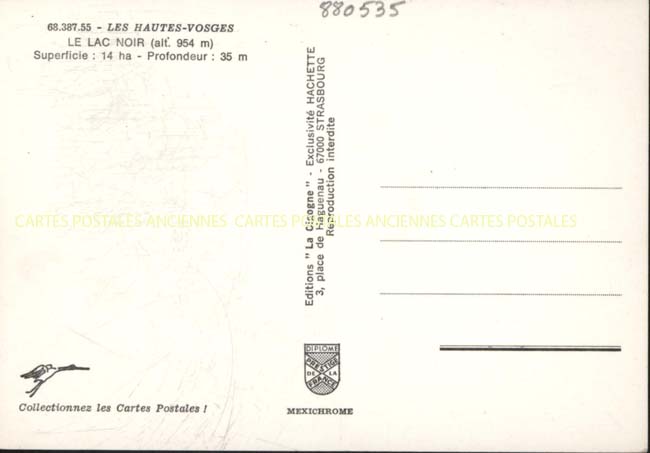 880535
68.387.55 - LES HAUTES-VOSGES
LE LAC NOIR (alt. 954 m)
Superficie : 14 ha - Profondeur : 35 m
Editions " La Cigogne " - Exclusivité HACHETTE
3, place de Haguenau - 67000 STRASBOURG
Reproduction interdite
CARTES POSTALES ANCIENNES CARTES POSTALES ANCIENNES CARTES POSTALES
DIPLOME
PRESTIGE
DE LA
FRANCE
Collectionnez les Cartes Postales !
MEXICHROME